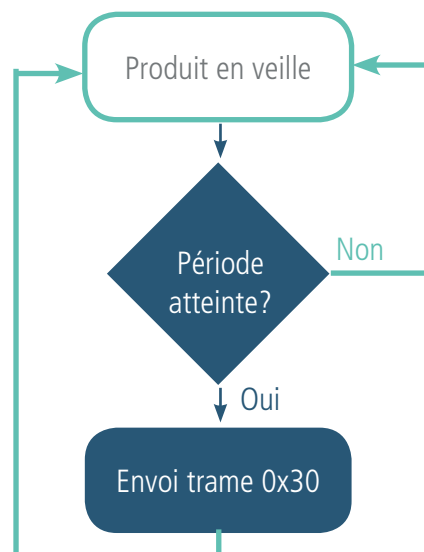 Produit en veille
Période
atteinte?
Non
Oui
Envoi trame 0x30